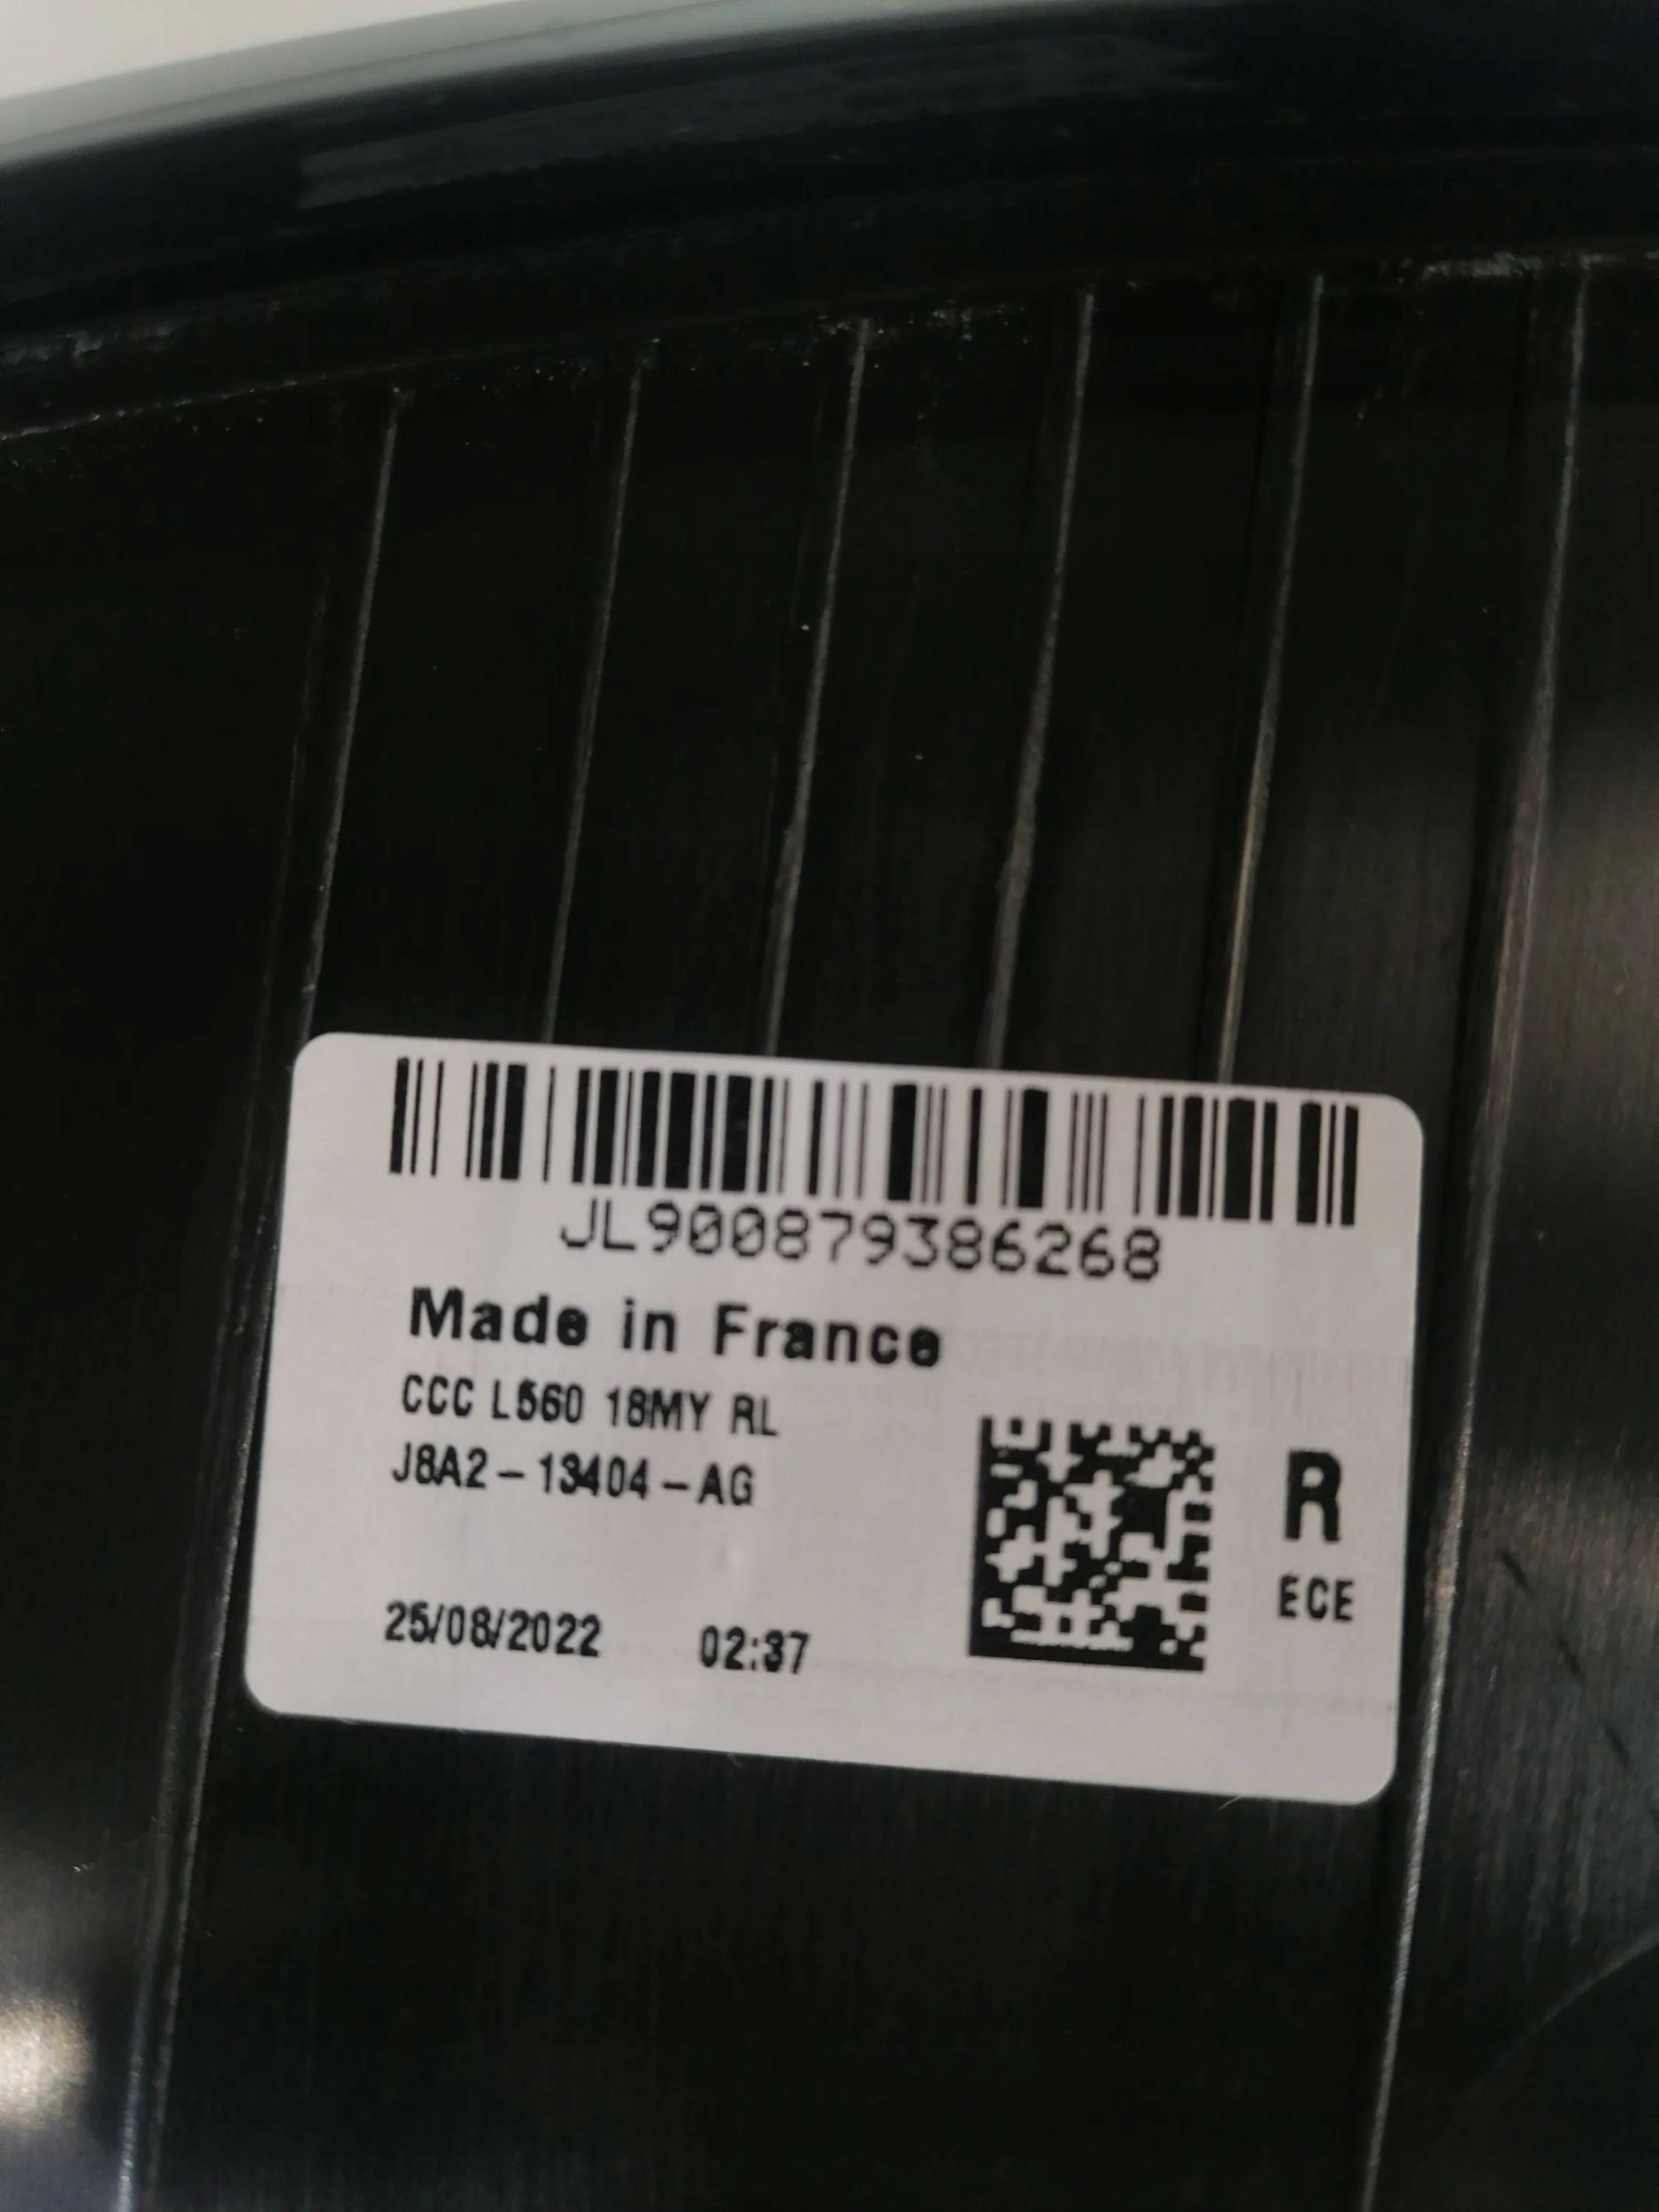 JL900879386268
Made in France
CCC L560 18MY RL
J8A2-13404-AG
R
ECE
25/08/2022 02:37